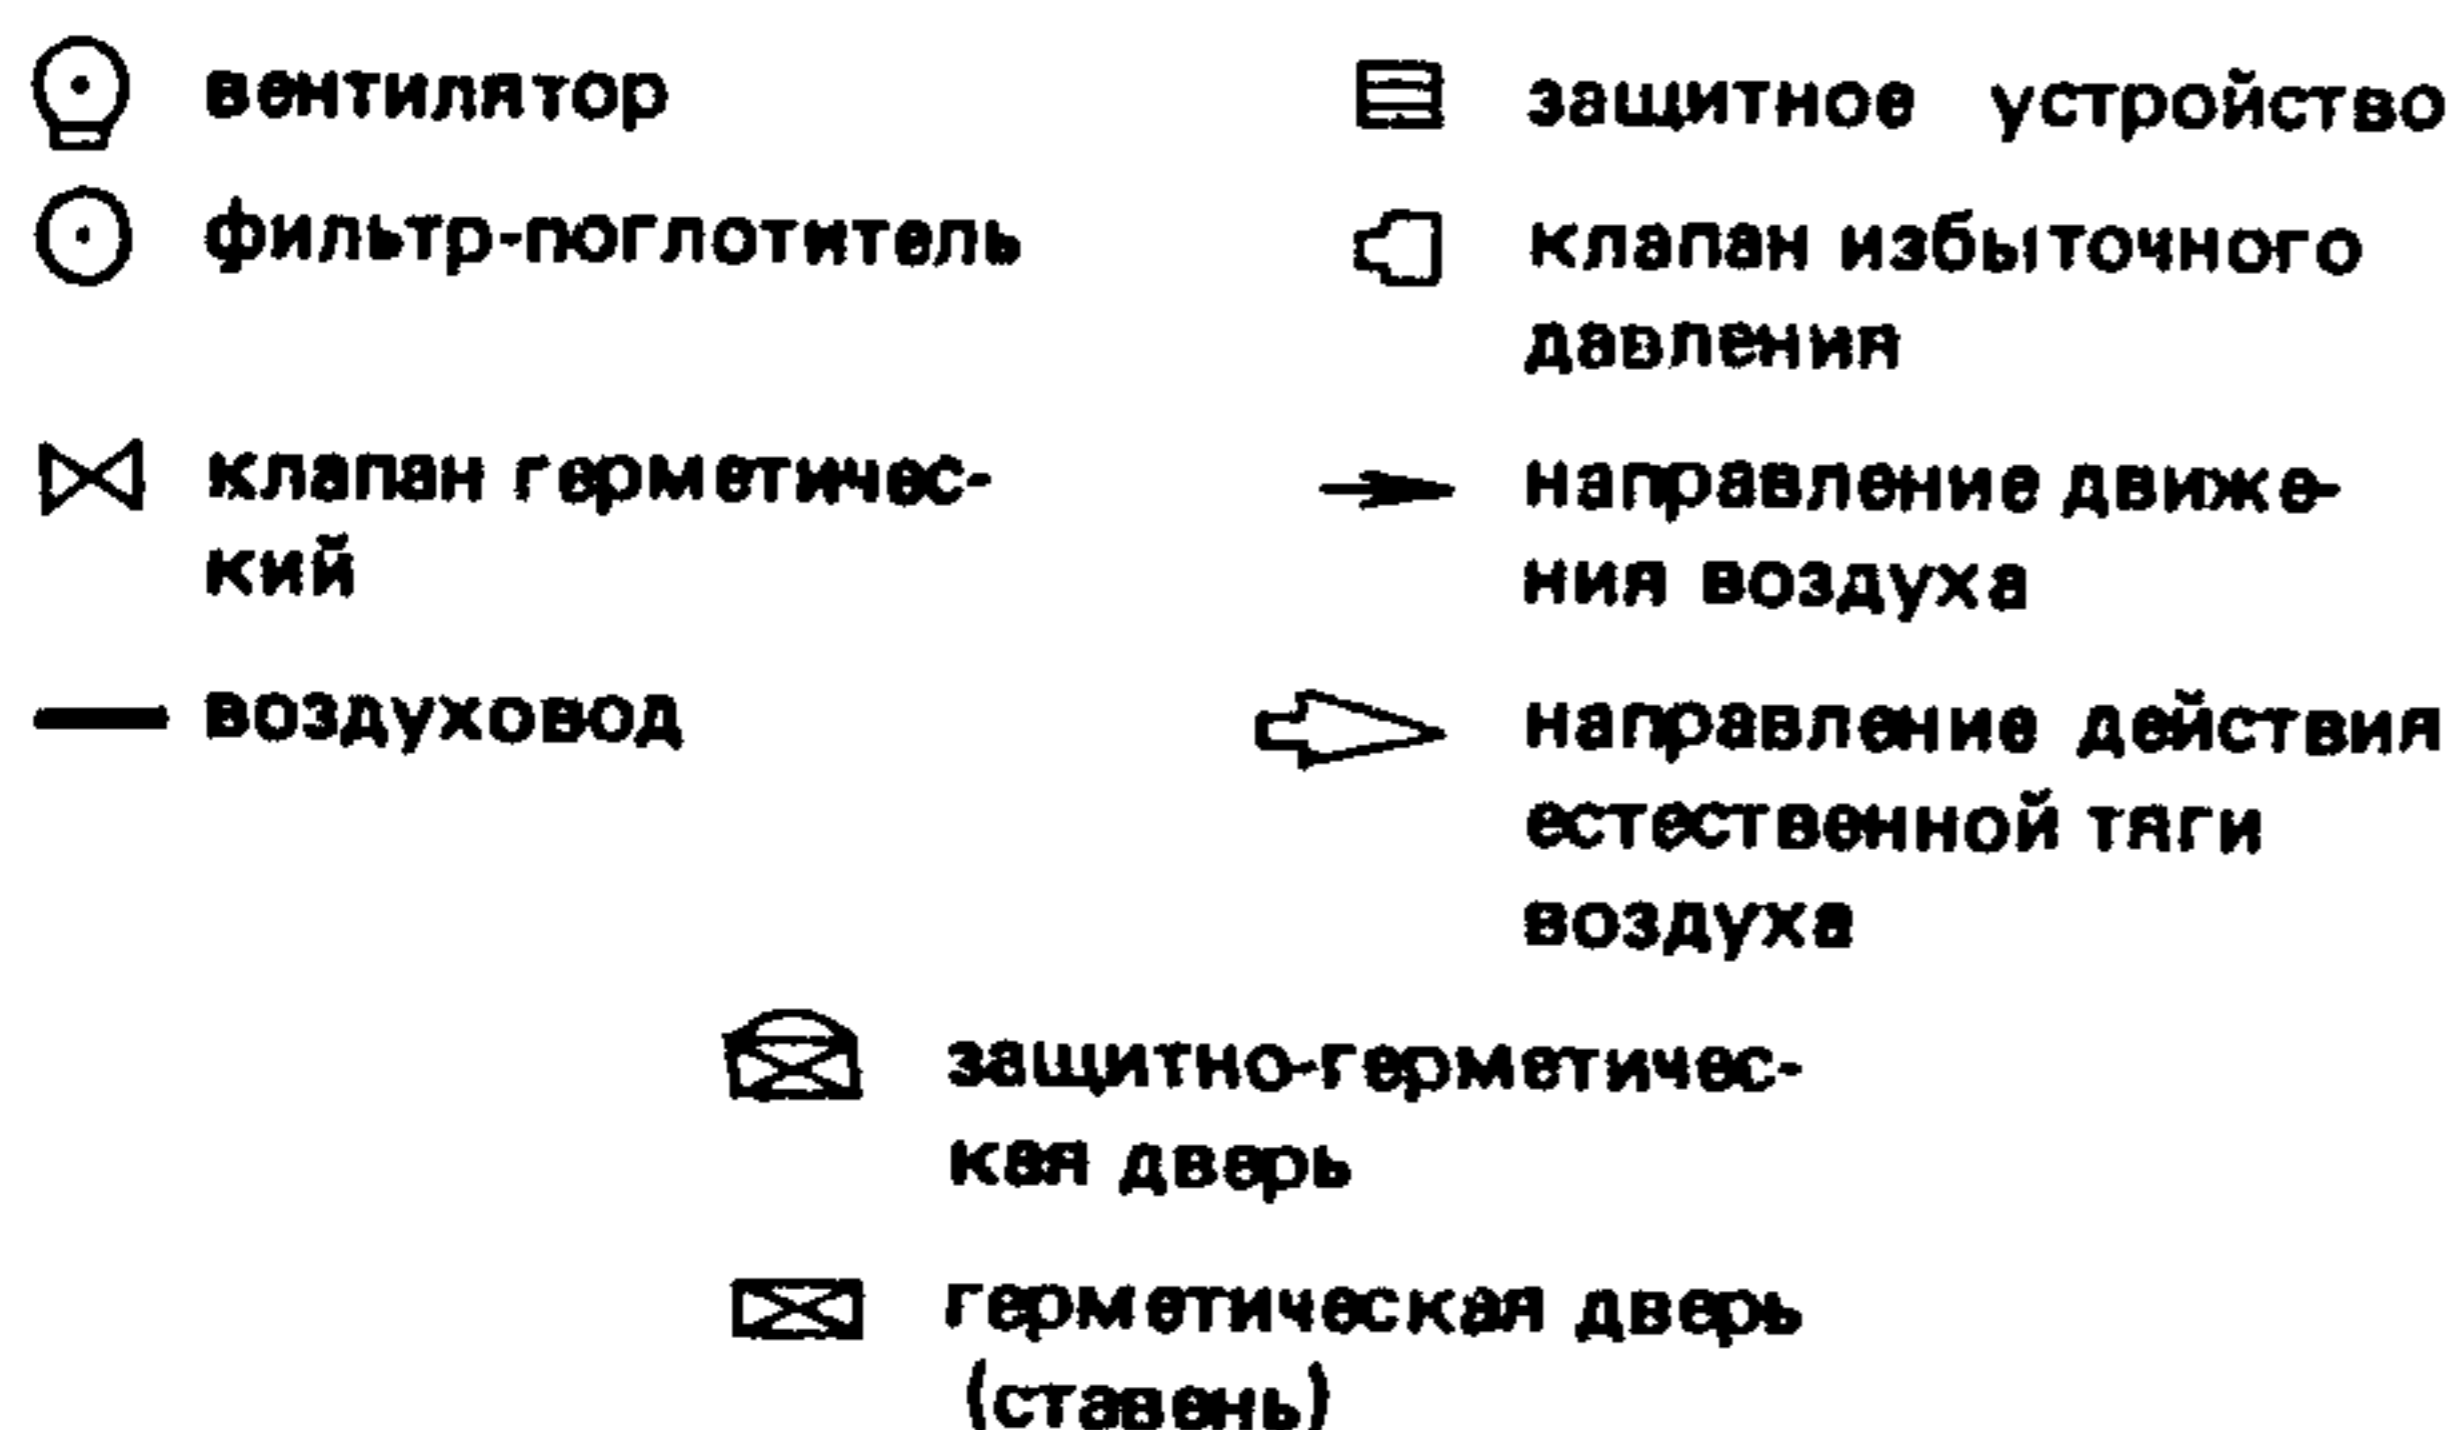 вентилятор
защитное устройство
фильтр-поглотитель
клапан избыточного
давления
клапан герметичес-
кий
направление движе-
ния воздуха
воздуховод
направление действия
естественной тяги
воздуха
защитно-герметичес-
кая дверь
герметическая дверь
(ставень)